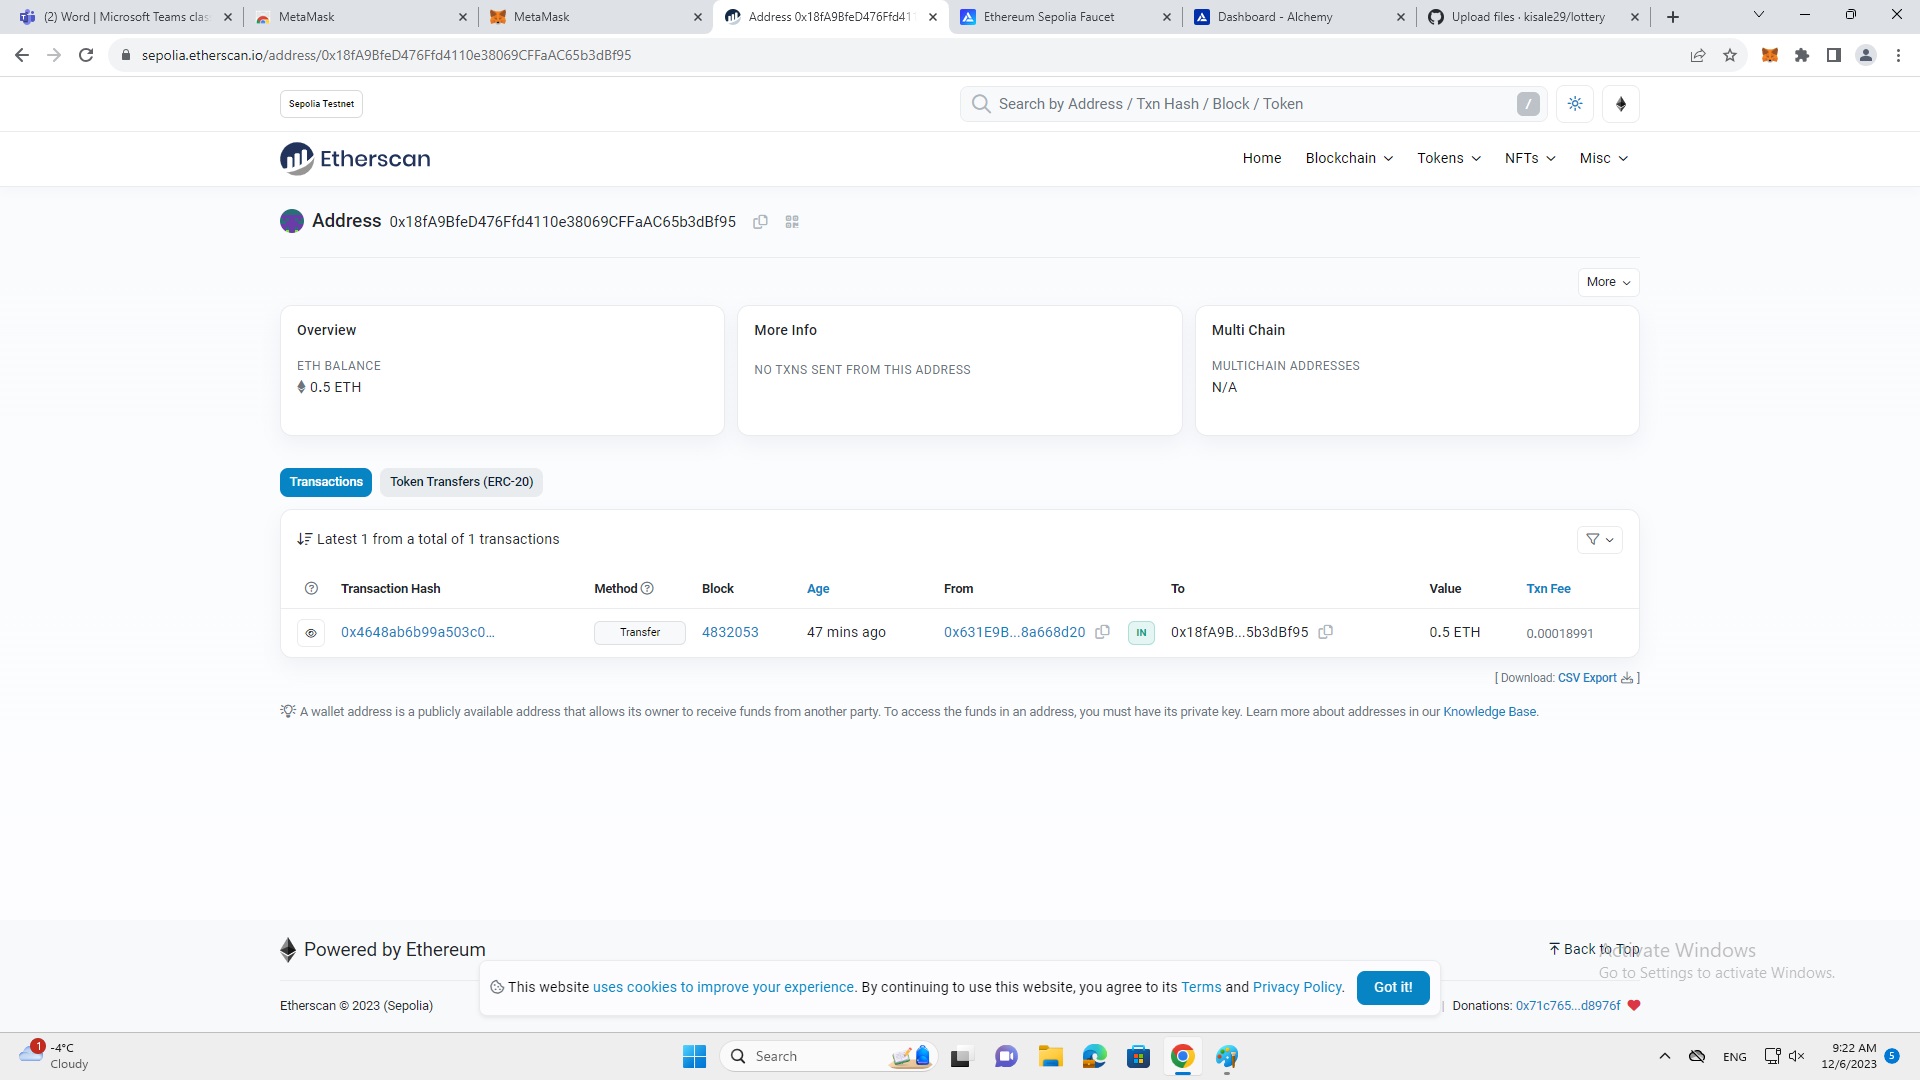 (2) Word | Microsoft Teams clas
MetaMask
MetaMask
Address 0x18fA9BfeD476Ffd411
Ethereum Sepolia Faucet
Dashboard - Alchemy
Upload files · kisale29/lottery
sepolia.etherscan.io/address/0x18fA9BfeD476Ffd4110e38069CFFaAC65b3dBf95
Sepolia Testnet
Search by Address / Txn Hash / Block / Token
/
Etherscan
Home
Blockchain
Tokens
NFTs
Misc
Address 0x18fA9BfeD476Ffd4110e38069CFFaAC65b3dBf95
More
Overview
ETH BALANCE
0.5 ETH
More Info
NO TXNS SENT FROM THIS ADDRESS
Multi Chain
MULTICHAIN ADDRESSES
N/A
Transactions
Token Transfers (ERC-20)
Latest 1 from a total of 1 transactions
Transaction Hash Method Block Age From To Value Txn Fee
0x4648ab6b99a503c0... Transfer 4832053 47 mins ago 0x631E9B...8a668d20 IN 0x18fA9B...5b3dBf95 0.5 ETH 0.00018991
[ Download: CSV Export ]
A wallet address is a publicly available address that allows its owner to receive funds from another party. To access the funds in an address, you must have its private key. Learn more about addresses in our Knowledge Base.
Powered by Ethereum
Back to Top
Activate Windows
Go to Settings to activate Windows.
This website uses cookies to improve your experience. By continuing to use this website, you agree to its Terms and Privacy Policy.
Got it!
Etherscan © 2023 (Sepolia)
| Donations: 0x71c765...d8976f
1
-4°C
Cloudy
Search
ENG
9:22 AM
12/6/2023
5